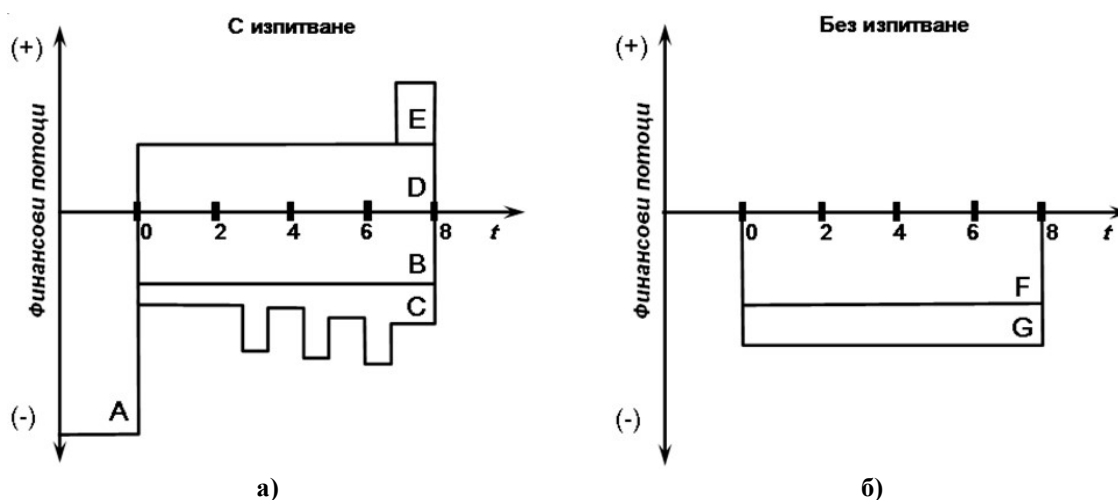 С изпитване
(+)
Финансови потоци
E
D
0 2 4 6 8 t
B
C
A
(-)
а)
Без изпитване
(+)
Финансови потоци
0 2 4 6 8 t
F
G
(-)
б)